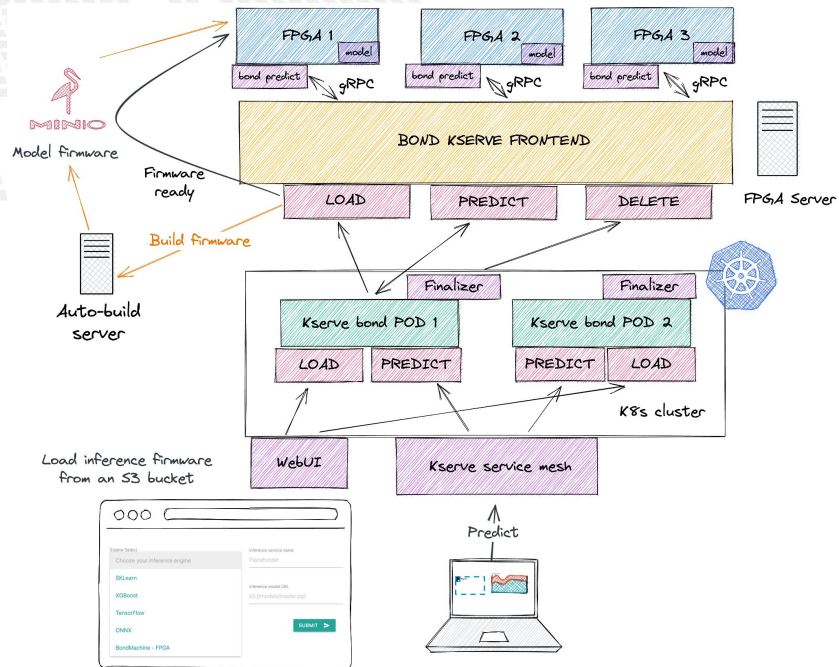 FPGA 1
model
FPGA 2
model
FPGA 3
model
bond predict
gRPC
bond predict
gRPC
bond predict
gRPC
MINIO
Model firmware
BOND KSERVE FRONTEND
Firmware
ready
LOAD
PREDICT
DELETE
FPGA Server
Build firmware
Auto-build
server
Finalizer
Finalizer
Kserve bond POD 1
Kserve bond POD 2
LOAD
PREDICT
PREDICT
LOAD
K8s cluster
WebUI
Kserve service mesh
Load inference firmware
from an S3 bucket
Predict
Engine Select
Choose your inference engine
SKLearn
XGBoost
TensorFlow
ONNX
BondMachine - FPGA
Inference service name
Placeholder
Inference model URL
s3://models/model.zip
SUBMIT